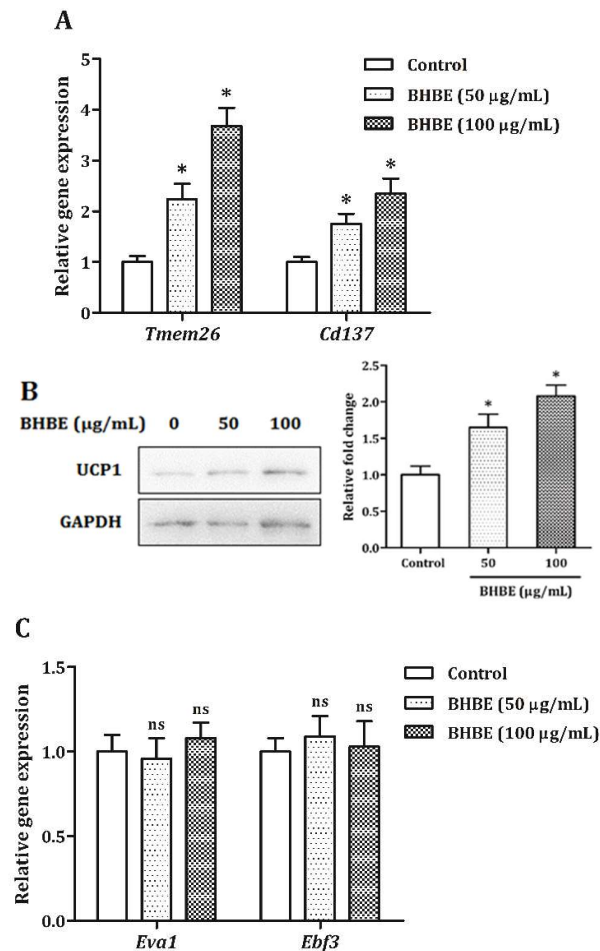 A
Relative gene expression
5
4
3
2
1
0
* * * *
Tmem26 Cd137
Control
BHBE (50 µg/mL)
BHBE (100 µg/mL)
B
BHBE (µg/mL) 0 50 100
UCP1
GAPDH
Relative fold change
2.5
2.0
1.5
1.0
0.5
0.0
* *
Control 50 100
BHBE (µg/mL)
C
Relative gene expression
1.5
1.0
0.5
0.0
ns ns ns ns
Eva1 Ebf3
Control
BHBE (50 µg/mL)
BHBE (100 µg/mL)